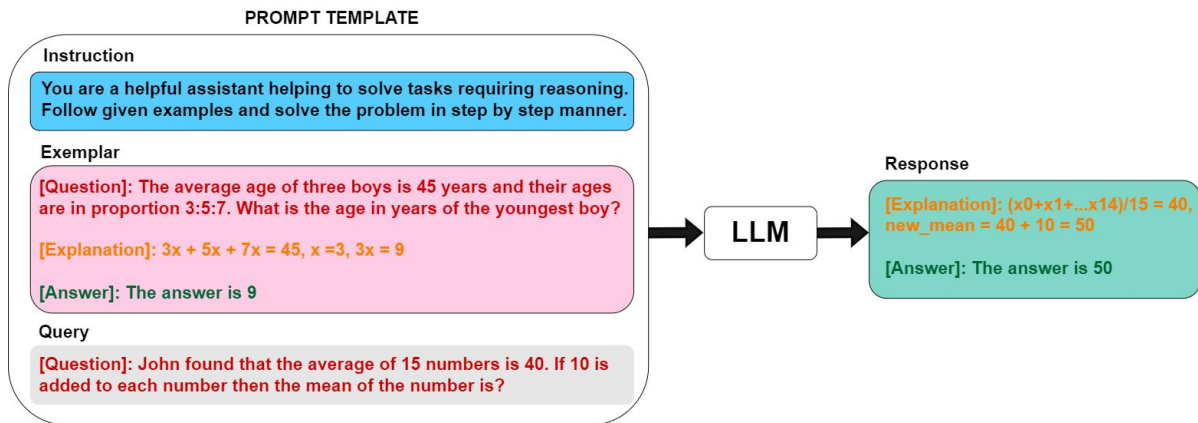 PROMPT TEMPLATE
Instruction
You are a helpful assistant helping to solve tasks requiring reasoning.
Follow given examples and solve the problem in step by step manner.
Exemplar
[Question]: The average age of three boys is 45 years and their ages
are in proportion 3:5:7. What is the age in years of the youngest boy?
[Explanation]: 3x + 5x + 7x = 45, x =3, 3x = 9
[Answer]: The answer is 9
Query
[Question]: John found that the average of 15 numbers is 40. If 10 is
added to each number then the mean of the number is?
LLM
Response
[Explanation]: (x0+x1+...x14)/15 = 40,
new_mean = 40 + 10 = 50
[Answer]: The answer is 50